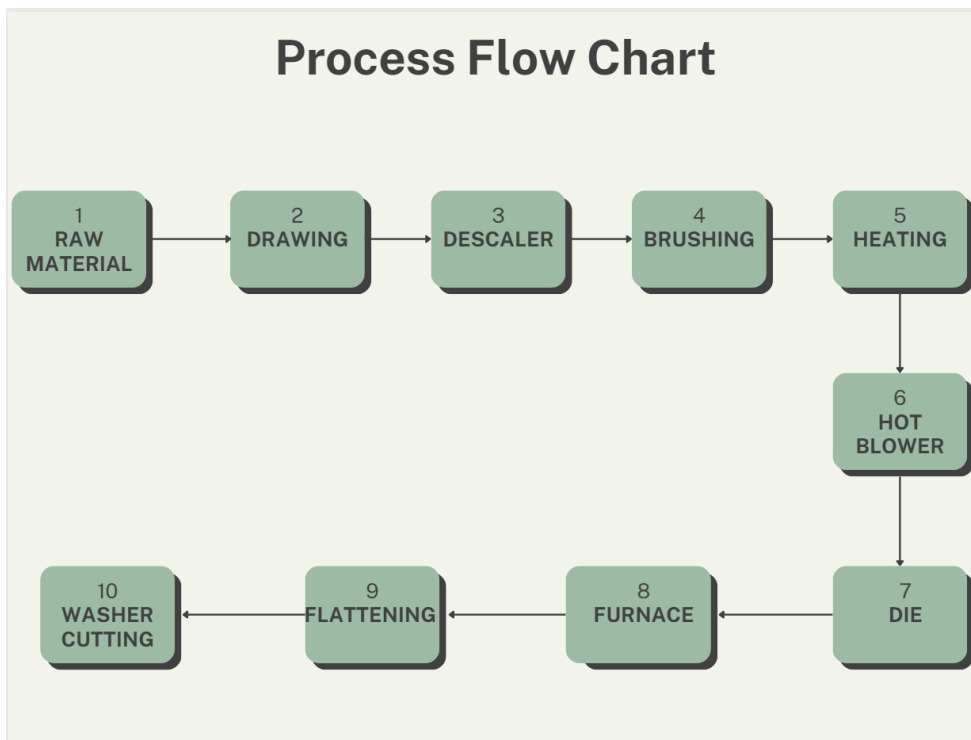 Process Flow Chart
1
RAW
MATERIAL
2
DRAWING
3
DESCALER
4
BRUSHING
5
HEATING
6
HOT
BLOWER
7
DIE
8
FURNACE
9
FLATTENING
10
WASHER
CUTTING